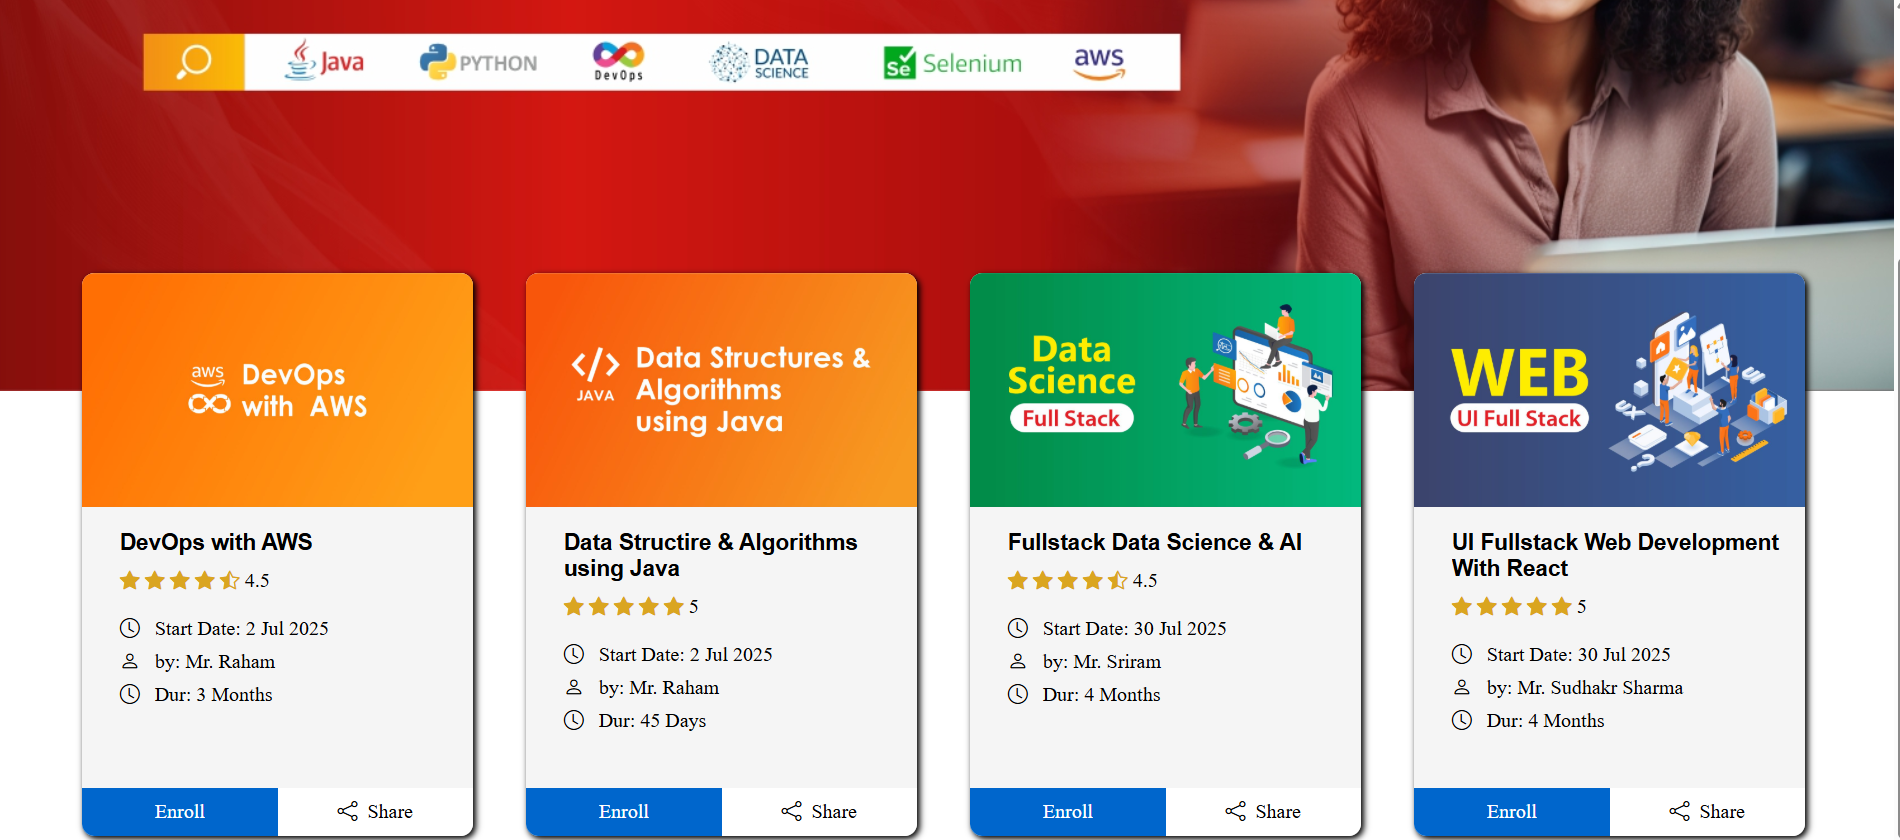 Java PYTHON DevOps DATA SCIENCE Se Selenium aws
aws DevOps
with AWS
DevOps with AWS
4.5
Start Date: 2 Jul 2025
by: Mr. Raham
Dur: 3 Months
Enroll Share
</> Data Structures &
JAVA Algorithms
using Java
Data Structire & Algorithms
using Java
5
Start Date: 2 Jul 2025
by: Mr. Raham
Dur: 45 Days
Enroll Share
Data
Science
Full Stack
Fullstack Data Science & AI
4.5
Start Date: 30 Jul 2025
by: Mr. Sriram
Dur: 4 Months
Enroll Share
WEB
UI Full Stack
UX
?
UI Fullstack Web Development
With React
5
Start Date: 30 Jul 2025
by: Mr. Sudhakr Sharma
Dur: 4 Months
Enroll Share